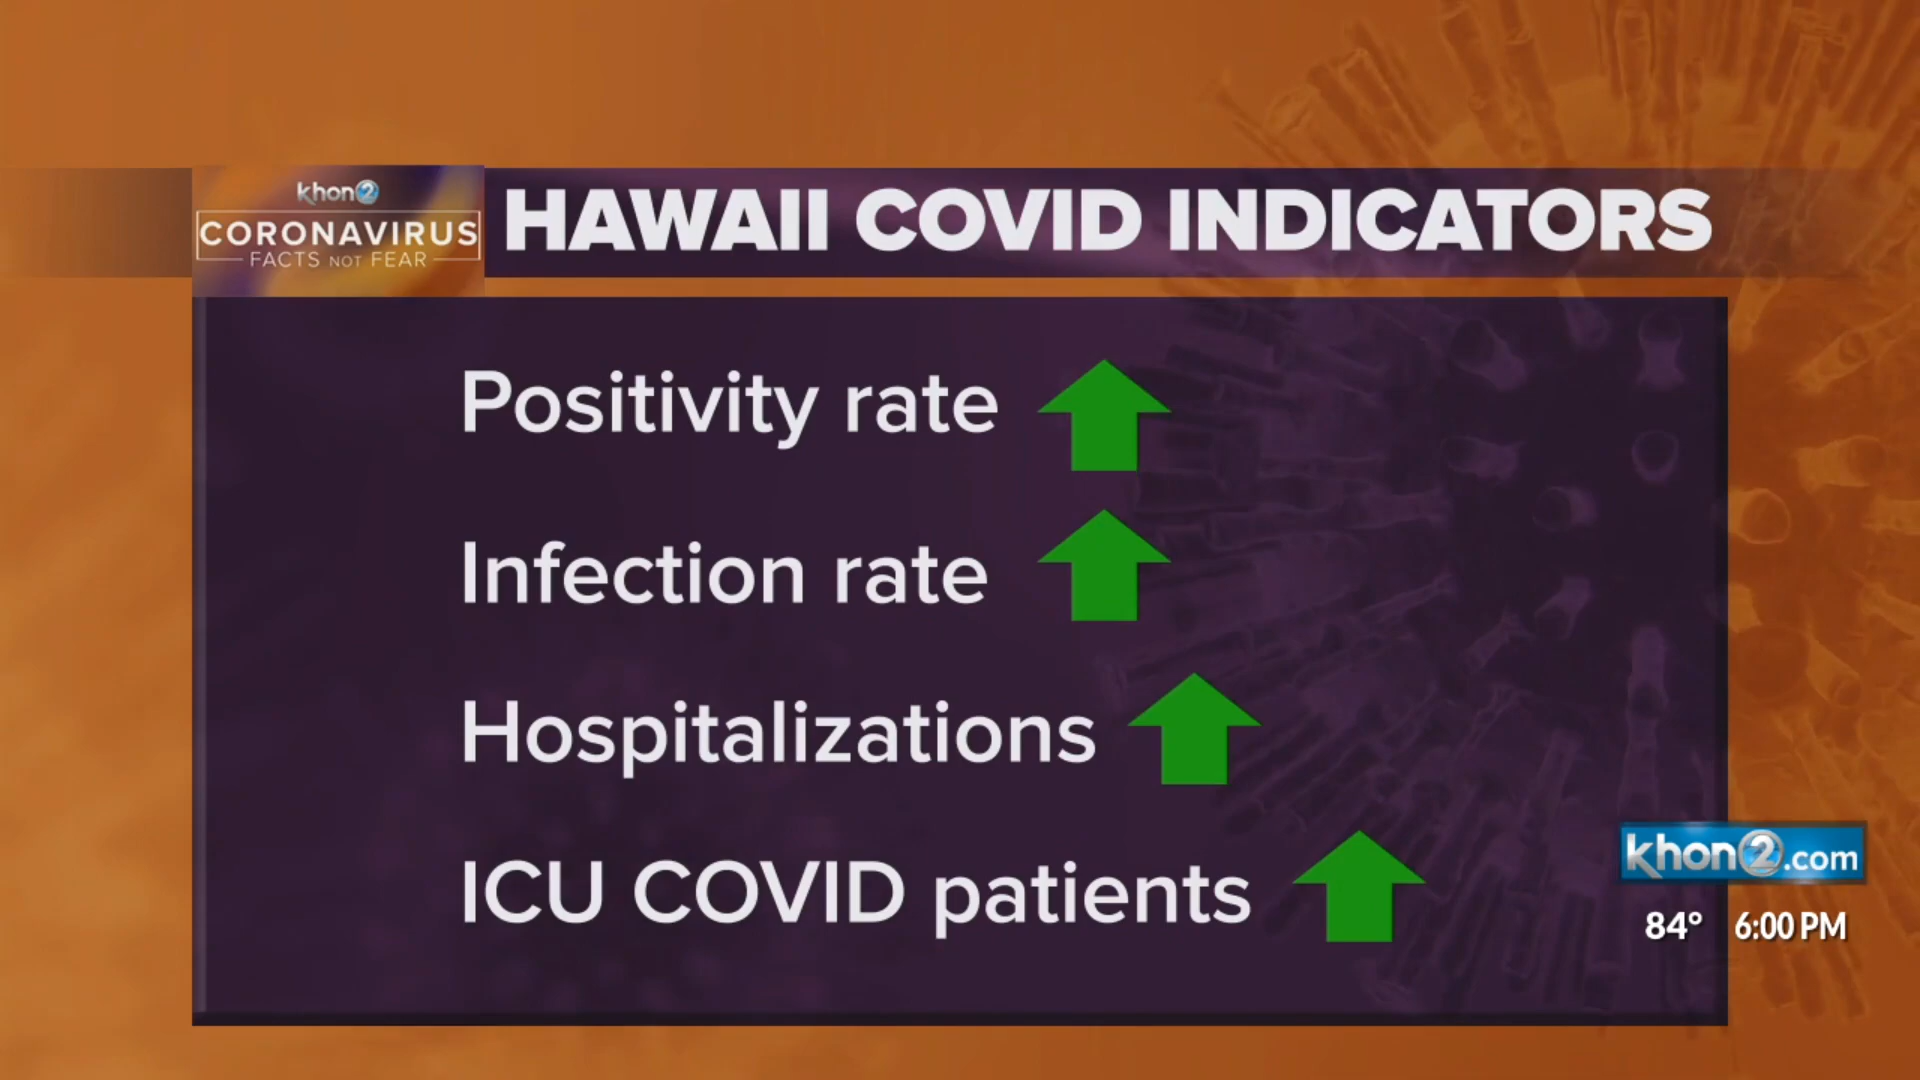 khon2
CORONAVIRUS
FACTS NOT FEAR
HAWAII COVID INDICATORS
Positivity rate
Infection rate
Hospitalizations
ICU COVID patients
khon2.com
84° 6:00 PM